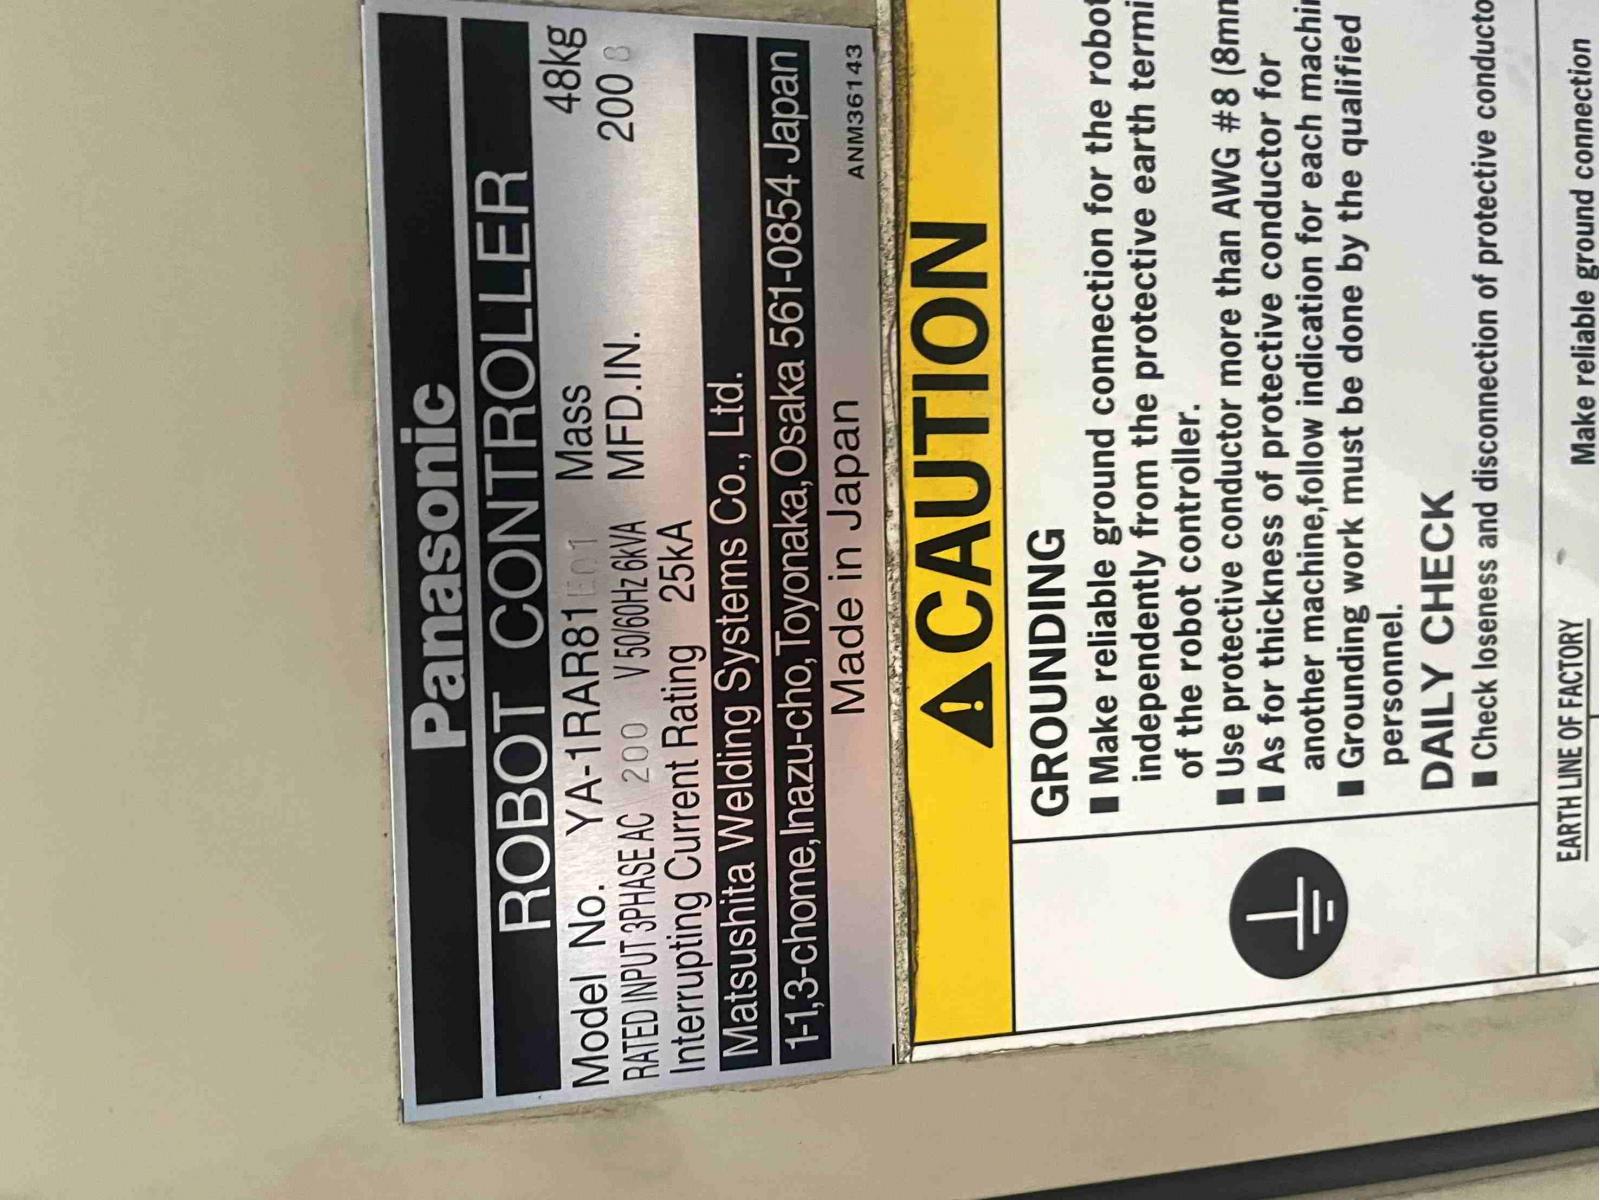 Panasonic
ROBOT CONTROLLER
Model No. YA-1RAR81 Mass 48kg
RATED INPUT 3PHASE AC 200 V 50/60Hz 6kVA MFD.IN. 200
Interrupting Current Rating 25kA
Matsushita Welding Systems Co., Ltd.
1-1,3-chome,Inazu-cho,Toyonaka,Osaka 561-0854 Japan
Made in Japan ANM36143
CAUTION
GROUNDING
■ Make reliable ground connection for the robot
independently from the protective earth termi
of the robot controller.
■ Use protective conductor more than AWG #8 (8mm
■ As for thickness of protective conductor for
another machine,follow indication for each machin
■ Grounding work must be done by the qualified
personnel.
DAILY CHECK
■ Check looseness and disconnection of protective conducto
EARTH LINE OF FACTORY
Make reliable ground connection